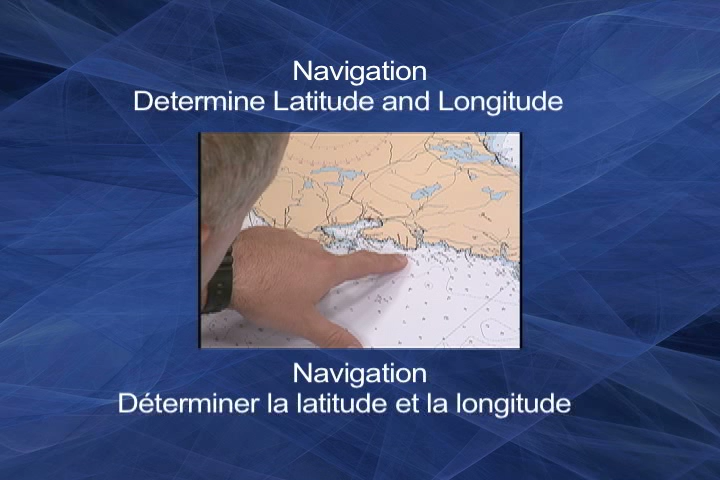 Navigation
Determine Latitude and Longitude
Navigation
Déterminer la latitude et la longitude